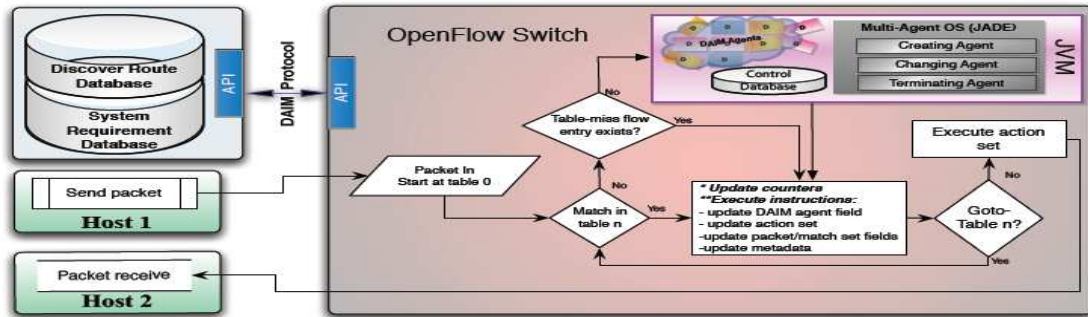 Discover Route
Database
System
Requirement
Database
API
DAIM Protocol
API
OpenFlow Switch
DAIM Agents
Control
Database
Multi-Agent OS (JADE)
Creating Agent
Changing Agent
Terminating Agent
JVM
No
Table-miss flow
entry exists?
Yes
Execute action
set
Send packet
Host 1
Packet In
Start at table 0
No
Match in
table n
Yes
* Update counters
**Execute instructions:
- update DAIM agent field
- update action set
-update packet/match set fields
-update metadata
No
Goto-
Table n?
Yes
Packet receive
Host 2